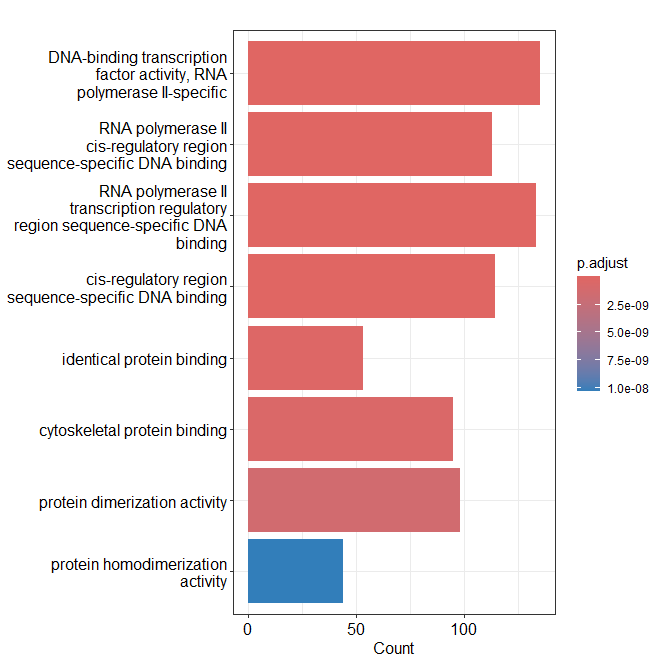 DNA-binding transcription
factor activity, RNA
polymerase II-specific
RNA polymerase II
cis-regulatory region
sequence-specific DNA binding
RNA polymerase II
transcription regulatory
region sequence-specific DNA
binding
cis-regulatory region
sequence-specific DNA binding
identical protein binding
cytoskeletal protein binding
protein dimerization activity
protein homodimerization
activity
0
50
100
Count
p.adjust
2.5e-09
5.0e-09
7.5e-09
1.0e-08